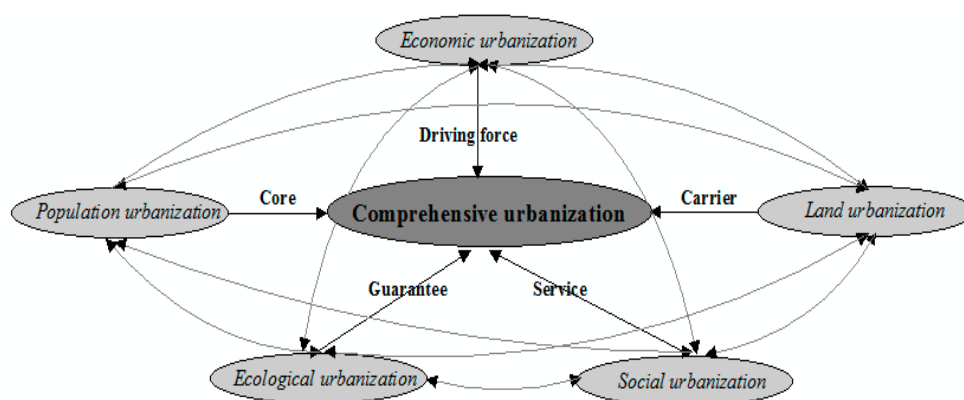 Economic urbanization
Driving force
Population urbanization
Core
Comprehensive urbanization
Carrier
Land urbanization
Guarantee
Service
Ecological urbanization
Social urbanization